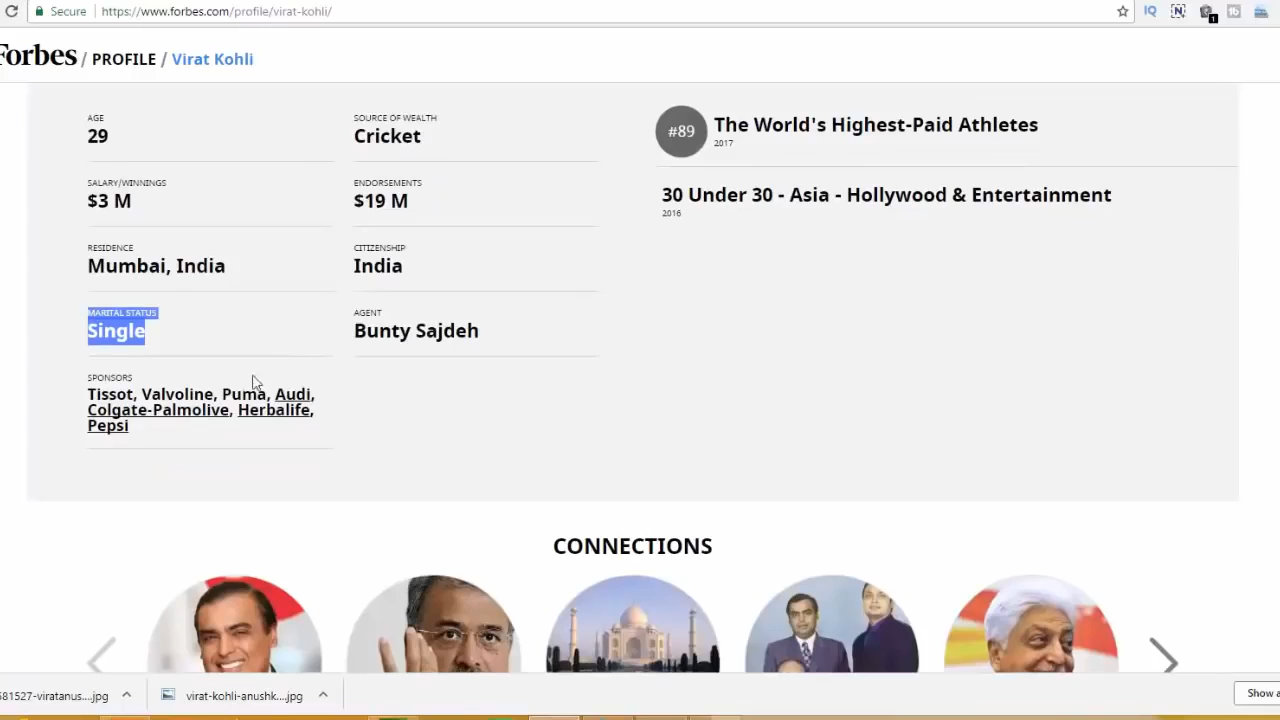 Secure https://www.forbes.com/profile/virat-kohli/
Forbes / PROFILE / Virat Kohli
AGE
29
SOURCE OF WEALTH
Cricket
SALARY/WINNINGS
$3 M
ENDORSEMENTS
$19 M
RESIDENCE
Mumbai, India
CITIZENSHIP
India
MARITAL STATUS
Single
AGENT
Bunty Sajdeh
SPONSORS
Tissot, Valvoline, Puma, Audi,
Colgate-Palmolive, Herbalife,
Pepsi
#89 The World's Highest-Paid Athletes
2017
30 Under 30 - Asia - Hollywood & Entertainment
2016
CONNECTIONS
581527-viratanus....jpg
virat-kohli-anushk....jpg
Show a